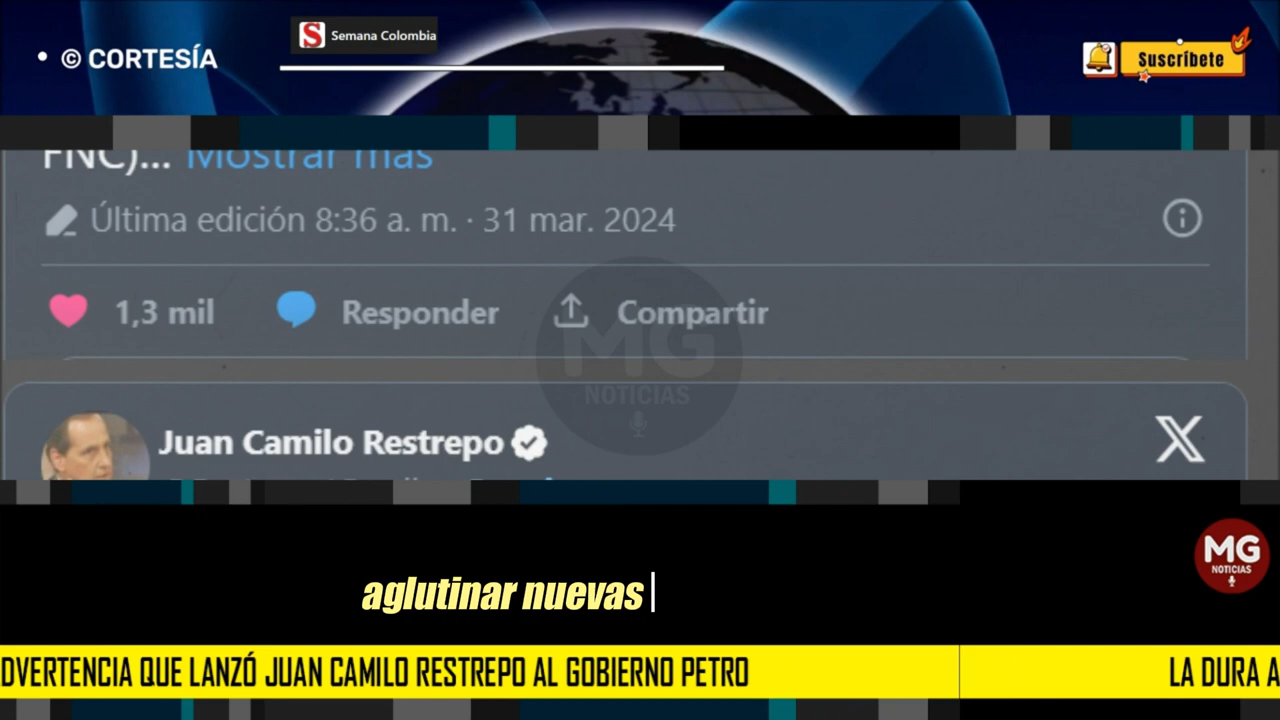 • © CORTESÍA
S Semana Colombia
Suscríbete
FNC)... Mostrar más
Última edición 8:36 a. m. · 31 mar. 2024
1,3 mil Responder Compartir
MG
NOTICIAS
Juan Camilo Restrepo
MG
NOTICIAS
aglutinar nuevas
DVERTENCIA QUE LANZÓ JUAN CAMILO RESTREPO AL GOBIERNO PETRO LA DURA A